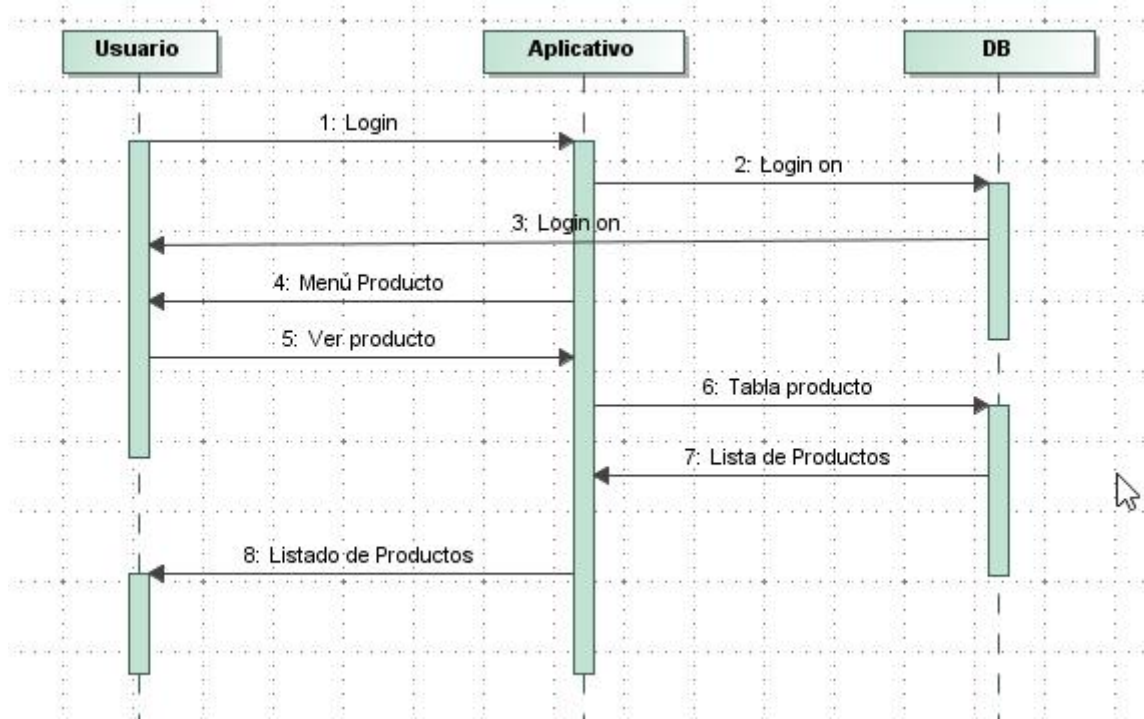 Usuario
Aplicativo
DB
1: Login
2: Login on
3: Login on
4: Menú Producto
5: Ver producto
6: Tabla producto
7: Lista de Productos
8: Listado de Productos